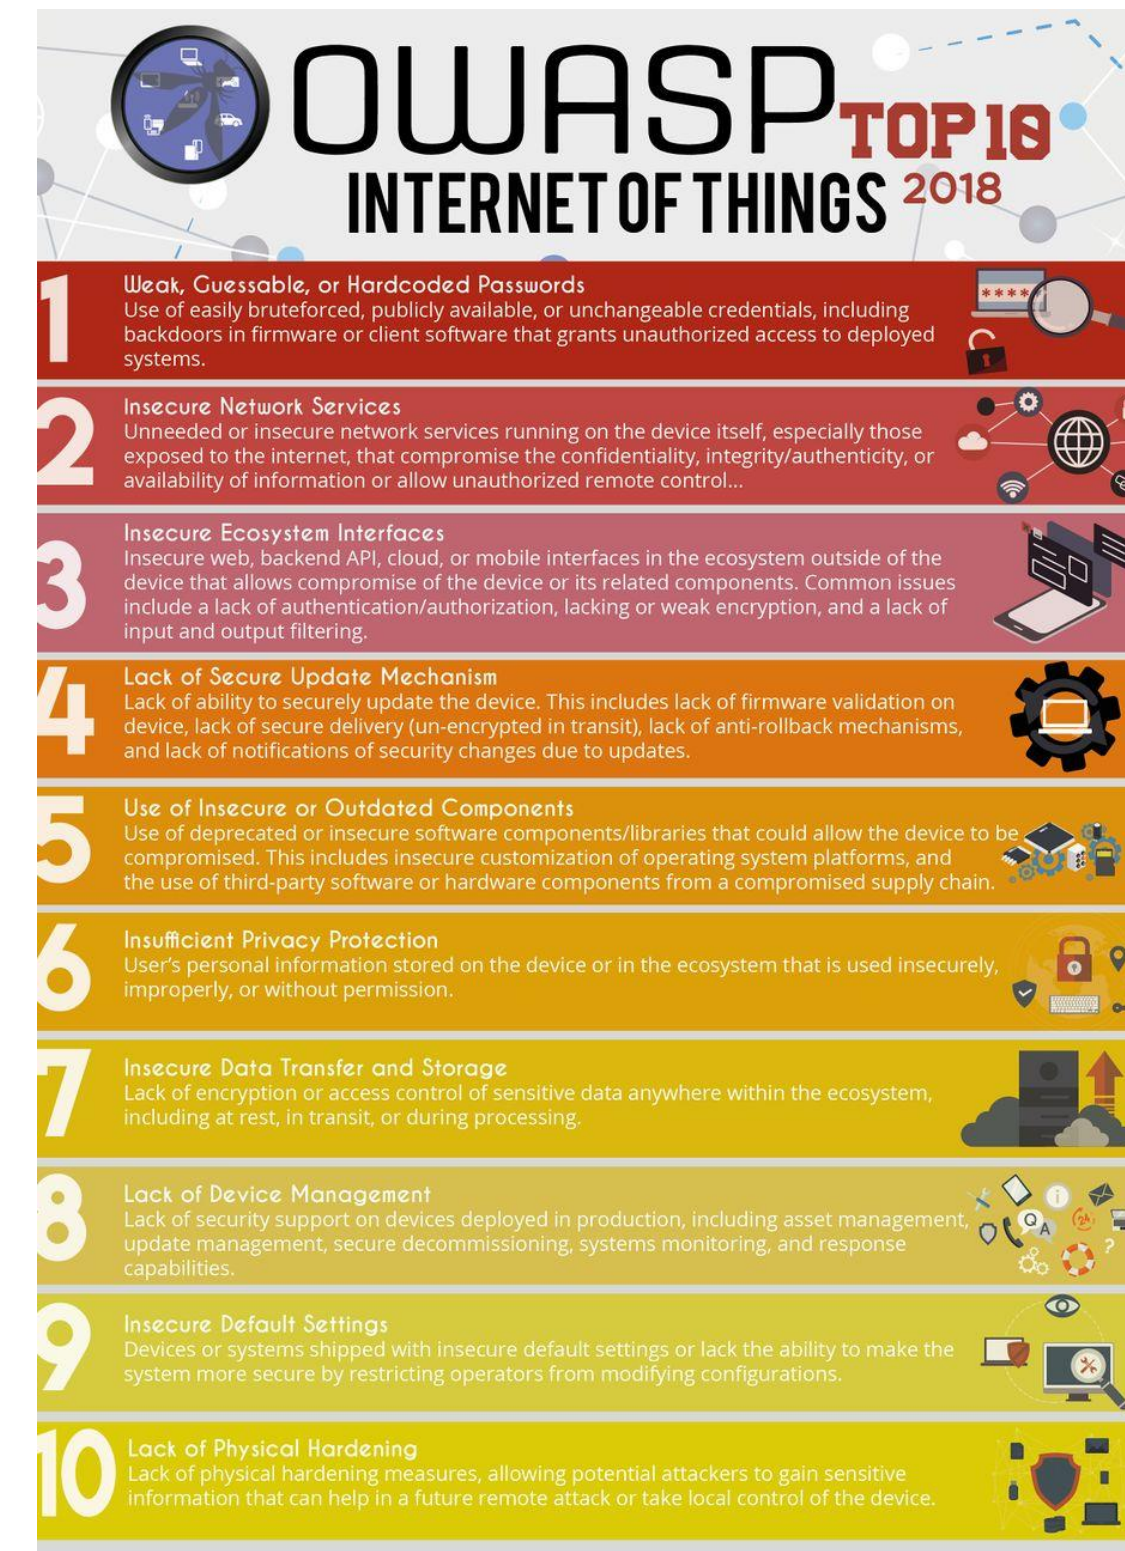 OWASP TOP 10
INTERNET OF THINGS 2018
1
Weak, Guessable, or Hardcoded Passwords
Use of easily bruteforced, publicly available, or unchangeable credentials, including
backdoors in firmware or client software that grants unauthorized access to deployed
systems.
****
2
Insecure Network Services
Unneeded or insecure network services running on the device itself, especially those
exposed to the internet, that compromise the confidentiality, integrity/authenticity, or
availability of information or allow unauthorized remote control...
3
Insecure Ecosystem Interfaces
Insecure web, backend API, cloud, or mobile interfaces in the ecosystem outside of the
device that allows compromise of the device or its related components. Common issues
include a lack of authentication/authorization, lacking or weak encryption, and a lack of
input and output filtering.
4
Lack of Secure Update Mechanism
Lack of ability to securely update the device. This includes lack of firmware validation on
device, lack of secure delivery (un-encrypted in transit), lack of anti-rollback mechanisms,
and lack of notifications of security changes due to updates.
5
Use of Insecure or Outdated Components
Use of deprecated or insecure software components/libraries that could allow the device to be
compromised. This includes insecure customization of operating system platforms, and
the use of third-party software or hardware components from a compromised supply chain.
6
Insufficient Privacy Protection
User's personal information stored on the device or in the ecosystem that is used insecurely,
improperly, or without permission.
7
Insecure Data Transfer and Storage
Lack of encryption or access control of sensitive data anywhere within the ecosystem,
including at rest, in transit, or during processing.
8
Lack of Device Management
Lack of security support on devices deployed in production, including asset management,
update management, secure decommissioning, systems monitoring, and response
capabilities.
i
Q
A
24
?
9
Insecure Default Settings
Devices or systems shipped with insecure default settings or lack the ability to make the
system more secure by restricting operators from modifying configurations.
10
Lack of Physical Hardening
Lack of physical hardening measures, allowing potential attackers to gain sensitive
information that can help in a future remote attack or take local control of the device.